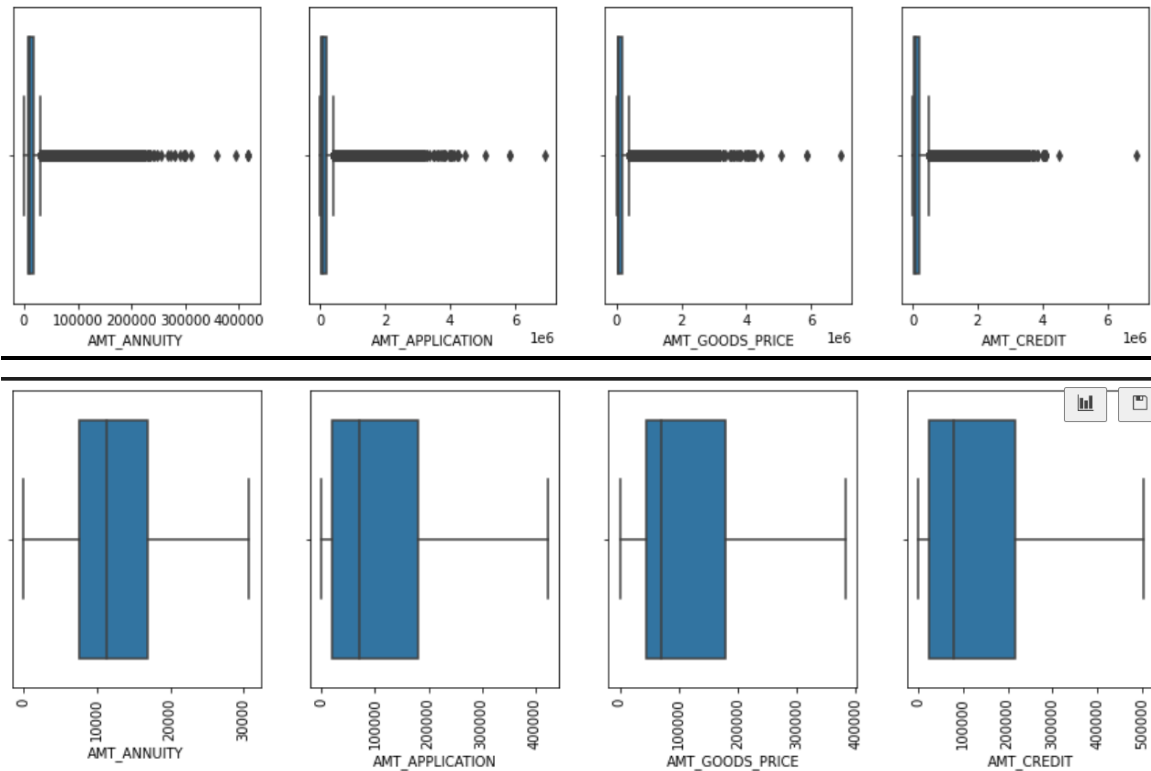 0 100000 200000 300000 400000
AMT_ANNUITY
0 2 4 6
1e6
AMT_APPLICATION
0 2 4 6
1e6
AMT_GOODS_PRICE
0 2 4 6
1e6
AMT_CREDIT
0 10000 20000 30000
AMT_ANNUITY
0 100000 200000 300000 400000
AMT_APPLICATION
0 100000 200000 300000 400000
AMT_GOODS_PRICE
0 100000 200000 300000 400000 500000
AMT_CREDIT